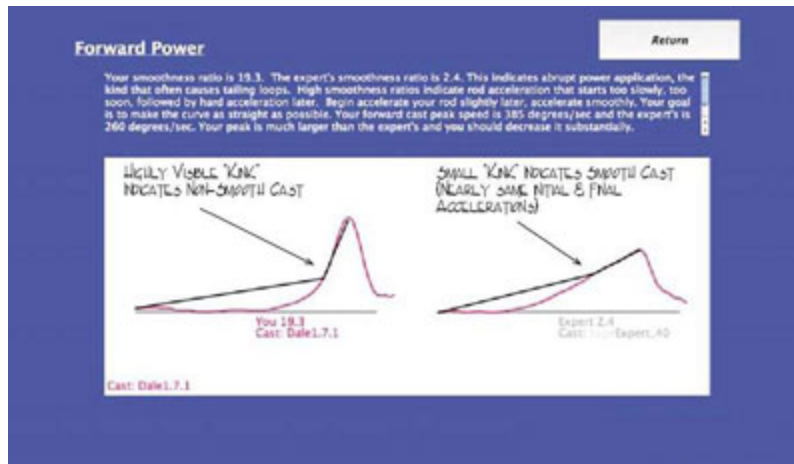 Forward Power
Return
Your smoothness ratio is 19.3. The expert's smoothness ratio is 2.4. This indicates abrupt power application, the
kind that often causes tailing loops. High smoothness ratios indicate rod acceleration that starts too slowly, too
soon, followed by hard acceleration later. Begin accelerate your rod slightly later, accelerate smoothly. Your goal
is to make the curve as straight as possible. Your forward cast peak speed is 385 degrees/sec and the expert's is
260 degrees/sec. Your peak is much larger than the expert's and you should decrease it substantially.
HIGHLY VISIBLE "KINK"
INDICATES NON-SMOOTH CAST
SMALL "KINK" INDICATES SMOOTH CAST
(NEARLY SAME INITIAL & FINAL
ACCELERATIONS)
You 19.3
Cast: Dale1.7.1
Expert 2.4
Cast: Expert.40
Cast: Dale1.7.1